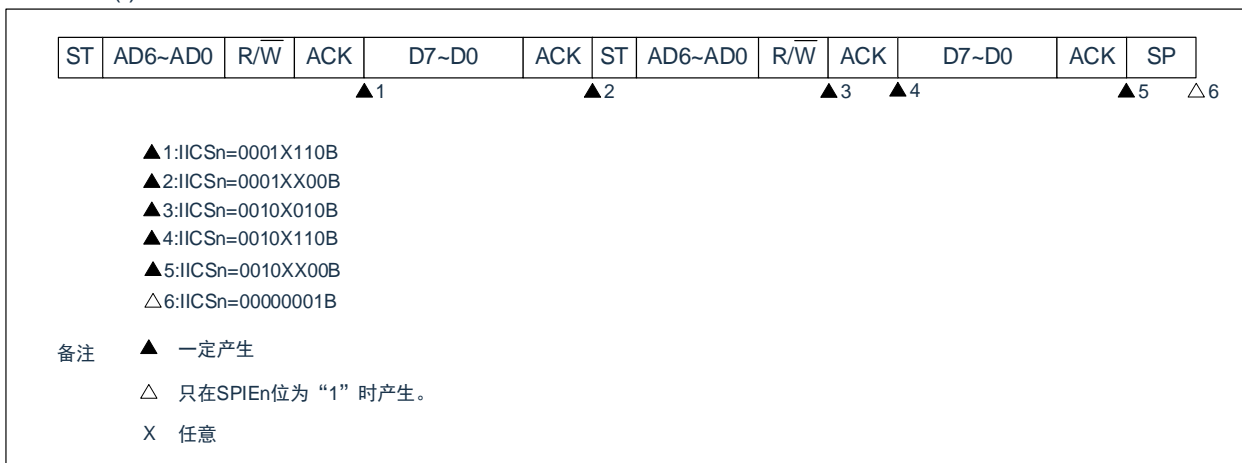 ST AD6~AD0 R/W ACK D7~D0 ACK ST AD6~AD0 R/W ACK D7~D0 ACK SP
▲1 ▲2 ▲3 ▲4 ▲5 △6
▲1:IICSn=0001X110B
▲2:IICSn=0001XX00B
▲3:IICSn=0010X010B
▲4:IICSn=0010X110B
▲5:IICSn=0010XX00B
△6:IICSn=00000001B
备注 ▲ 一定产生
△ 只在SPIEn位为“1”时产生。
X 任意